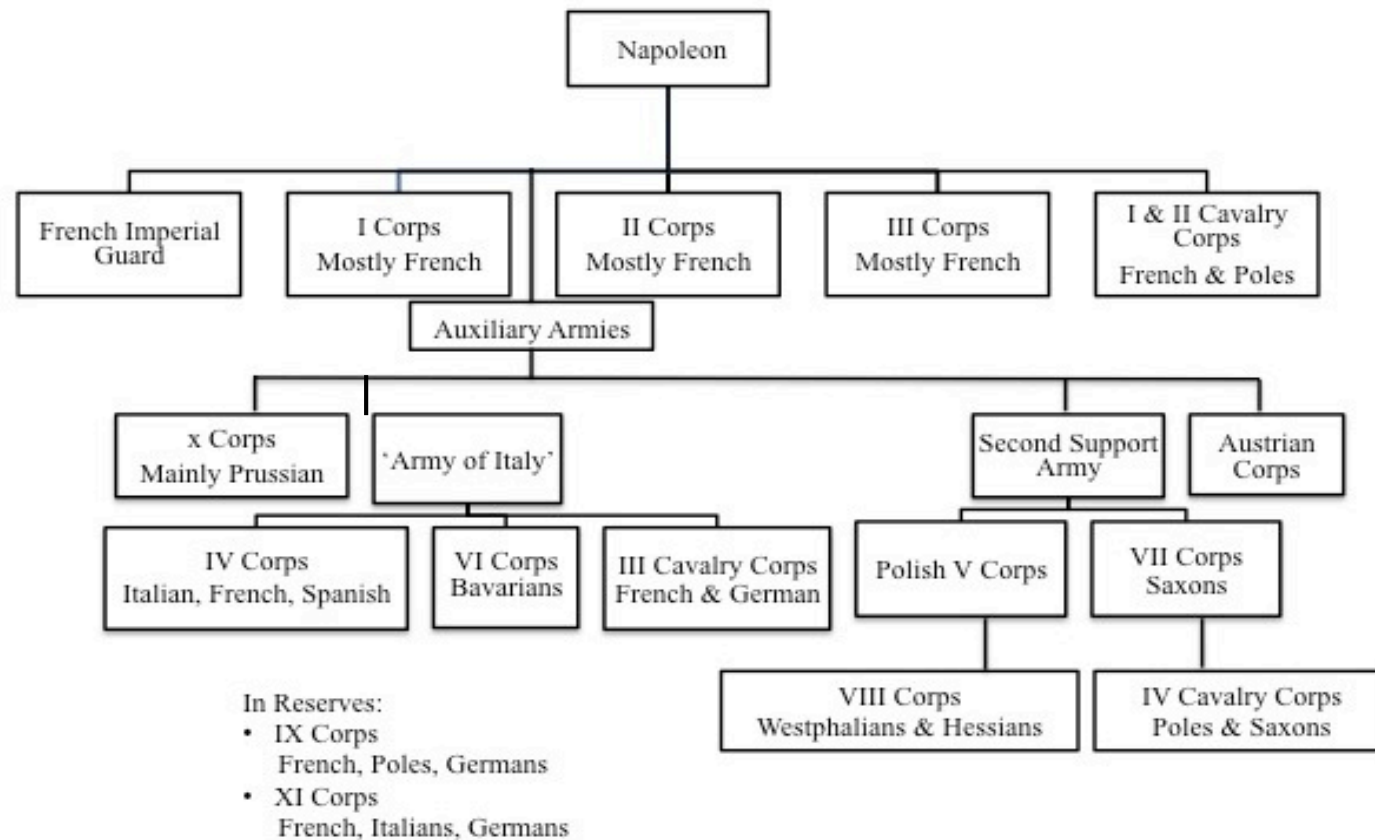 Napoleon
French Imperial
Guard
I Corps
Mostly French
II Corps
Mostly French
III Corps
Mostly French
I & II Cavalry
Corps
French & Poles
Auxiliary Armies
x Corps
Mainly Prussian
‘Army of Italy’
Second Support
Army
Austrian
Corps
IV Corps
Italian, French, Spanish
VI Corps
Bavarians
III Cavalry Corps
French & German
Polish V Corps
VII Corps
Saxons
VIII Corps
Westphalians & Hessians
IV Cavalry Corps
Poles & Saxons
In Reserves:
• IX Corps
French, Poles, Germans
• XI Corps
French, Italians, Germans